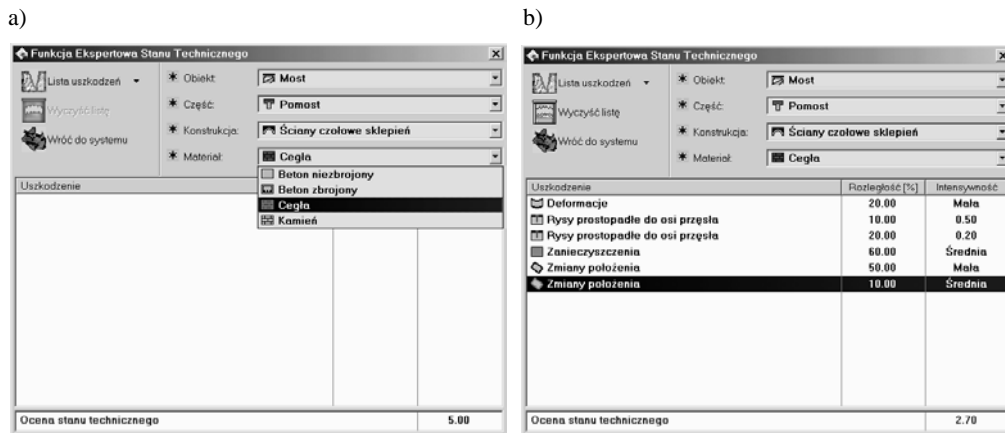 a)
Funkcja Ekspertowa Stanu Technicznego
Lista uszkodzeń
Wyczyść listę
Wróć do systemu
Obiekt: Most
Część: Pomost
Konstrukcja: Ściany czołowe sklepień
Materiał: Cegła
Beton niezbrojony
Beton zbrojony
Cegła
Kamień
Uszkodzenie
Ocena stanu technicznego 5.00
b)
Funkcja Ekspertowa Stanu Technicznego
Lista uszkodzeń
Wyczyść listę
Wróć do systemu
Obiekt: Most
Część: Pomost
Konstrukcja: Ściany czołowe sklepień
Materiał: Cegła
Uszkodzenie Rozległość [%] Intensywność
Deformacje 20.00 Mała
Rysy prostopadłe do osi przęsła 10.00 0.50
Rysy prostopadłe do osi przęsła 20.00 0.20
Zanieczyszczenia 60.00 Średnia
Zmiany położenia 50.00 Mała
Zmiany położenia 10.00 Średnia
Ocena stanu technicznego 2.70